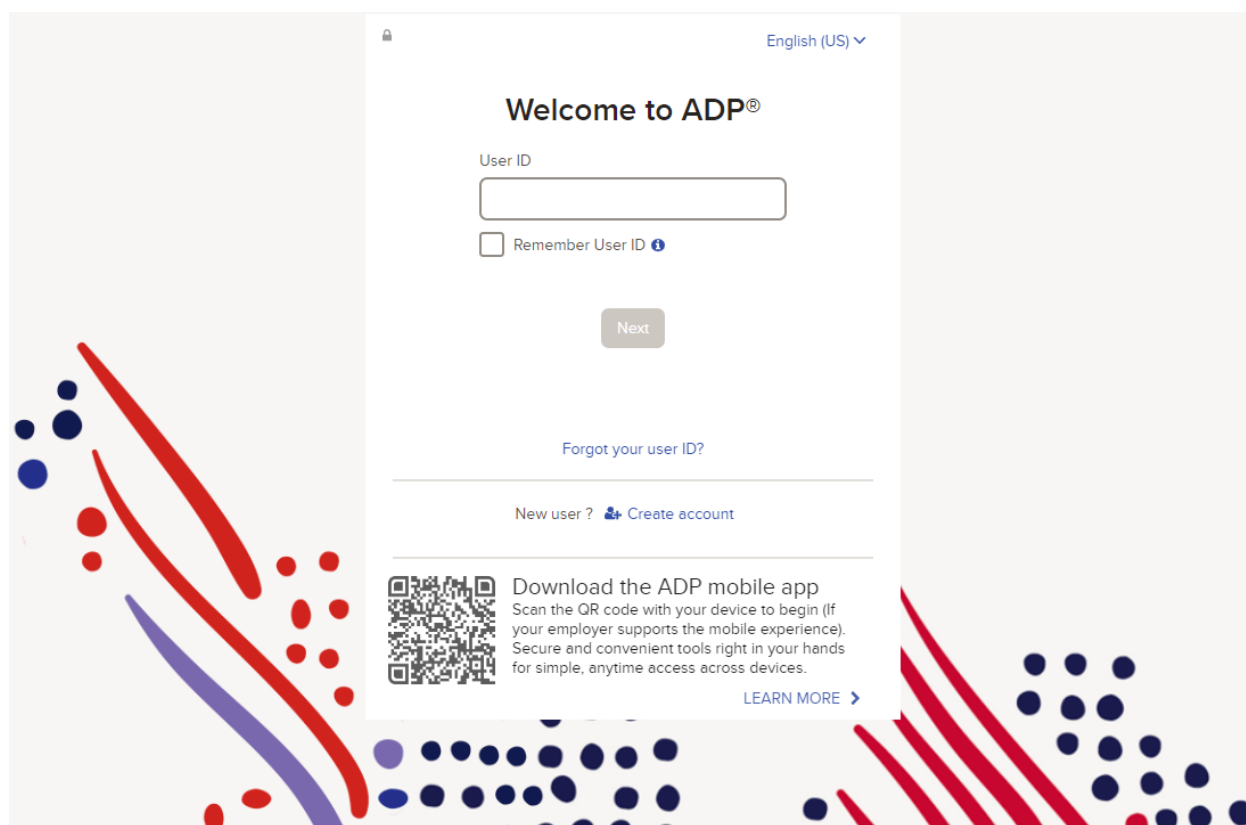 English (US)
Welcome to ADP®
User ID
Remember User ID
Next
Forgot your user ID?
New user ? Create account
Download the ADP mobile app
Scan the QR code with your device to begin (If
your employer supports the mobile experience).
Secure and convenient tools right in your hands
for simple, anytime access across devices.
LEARN MORE